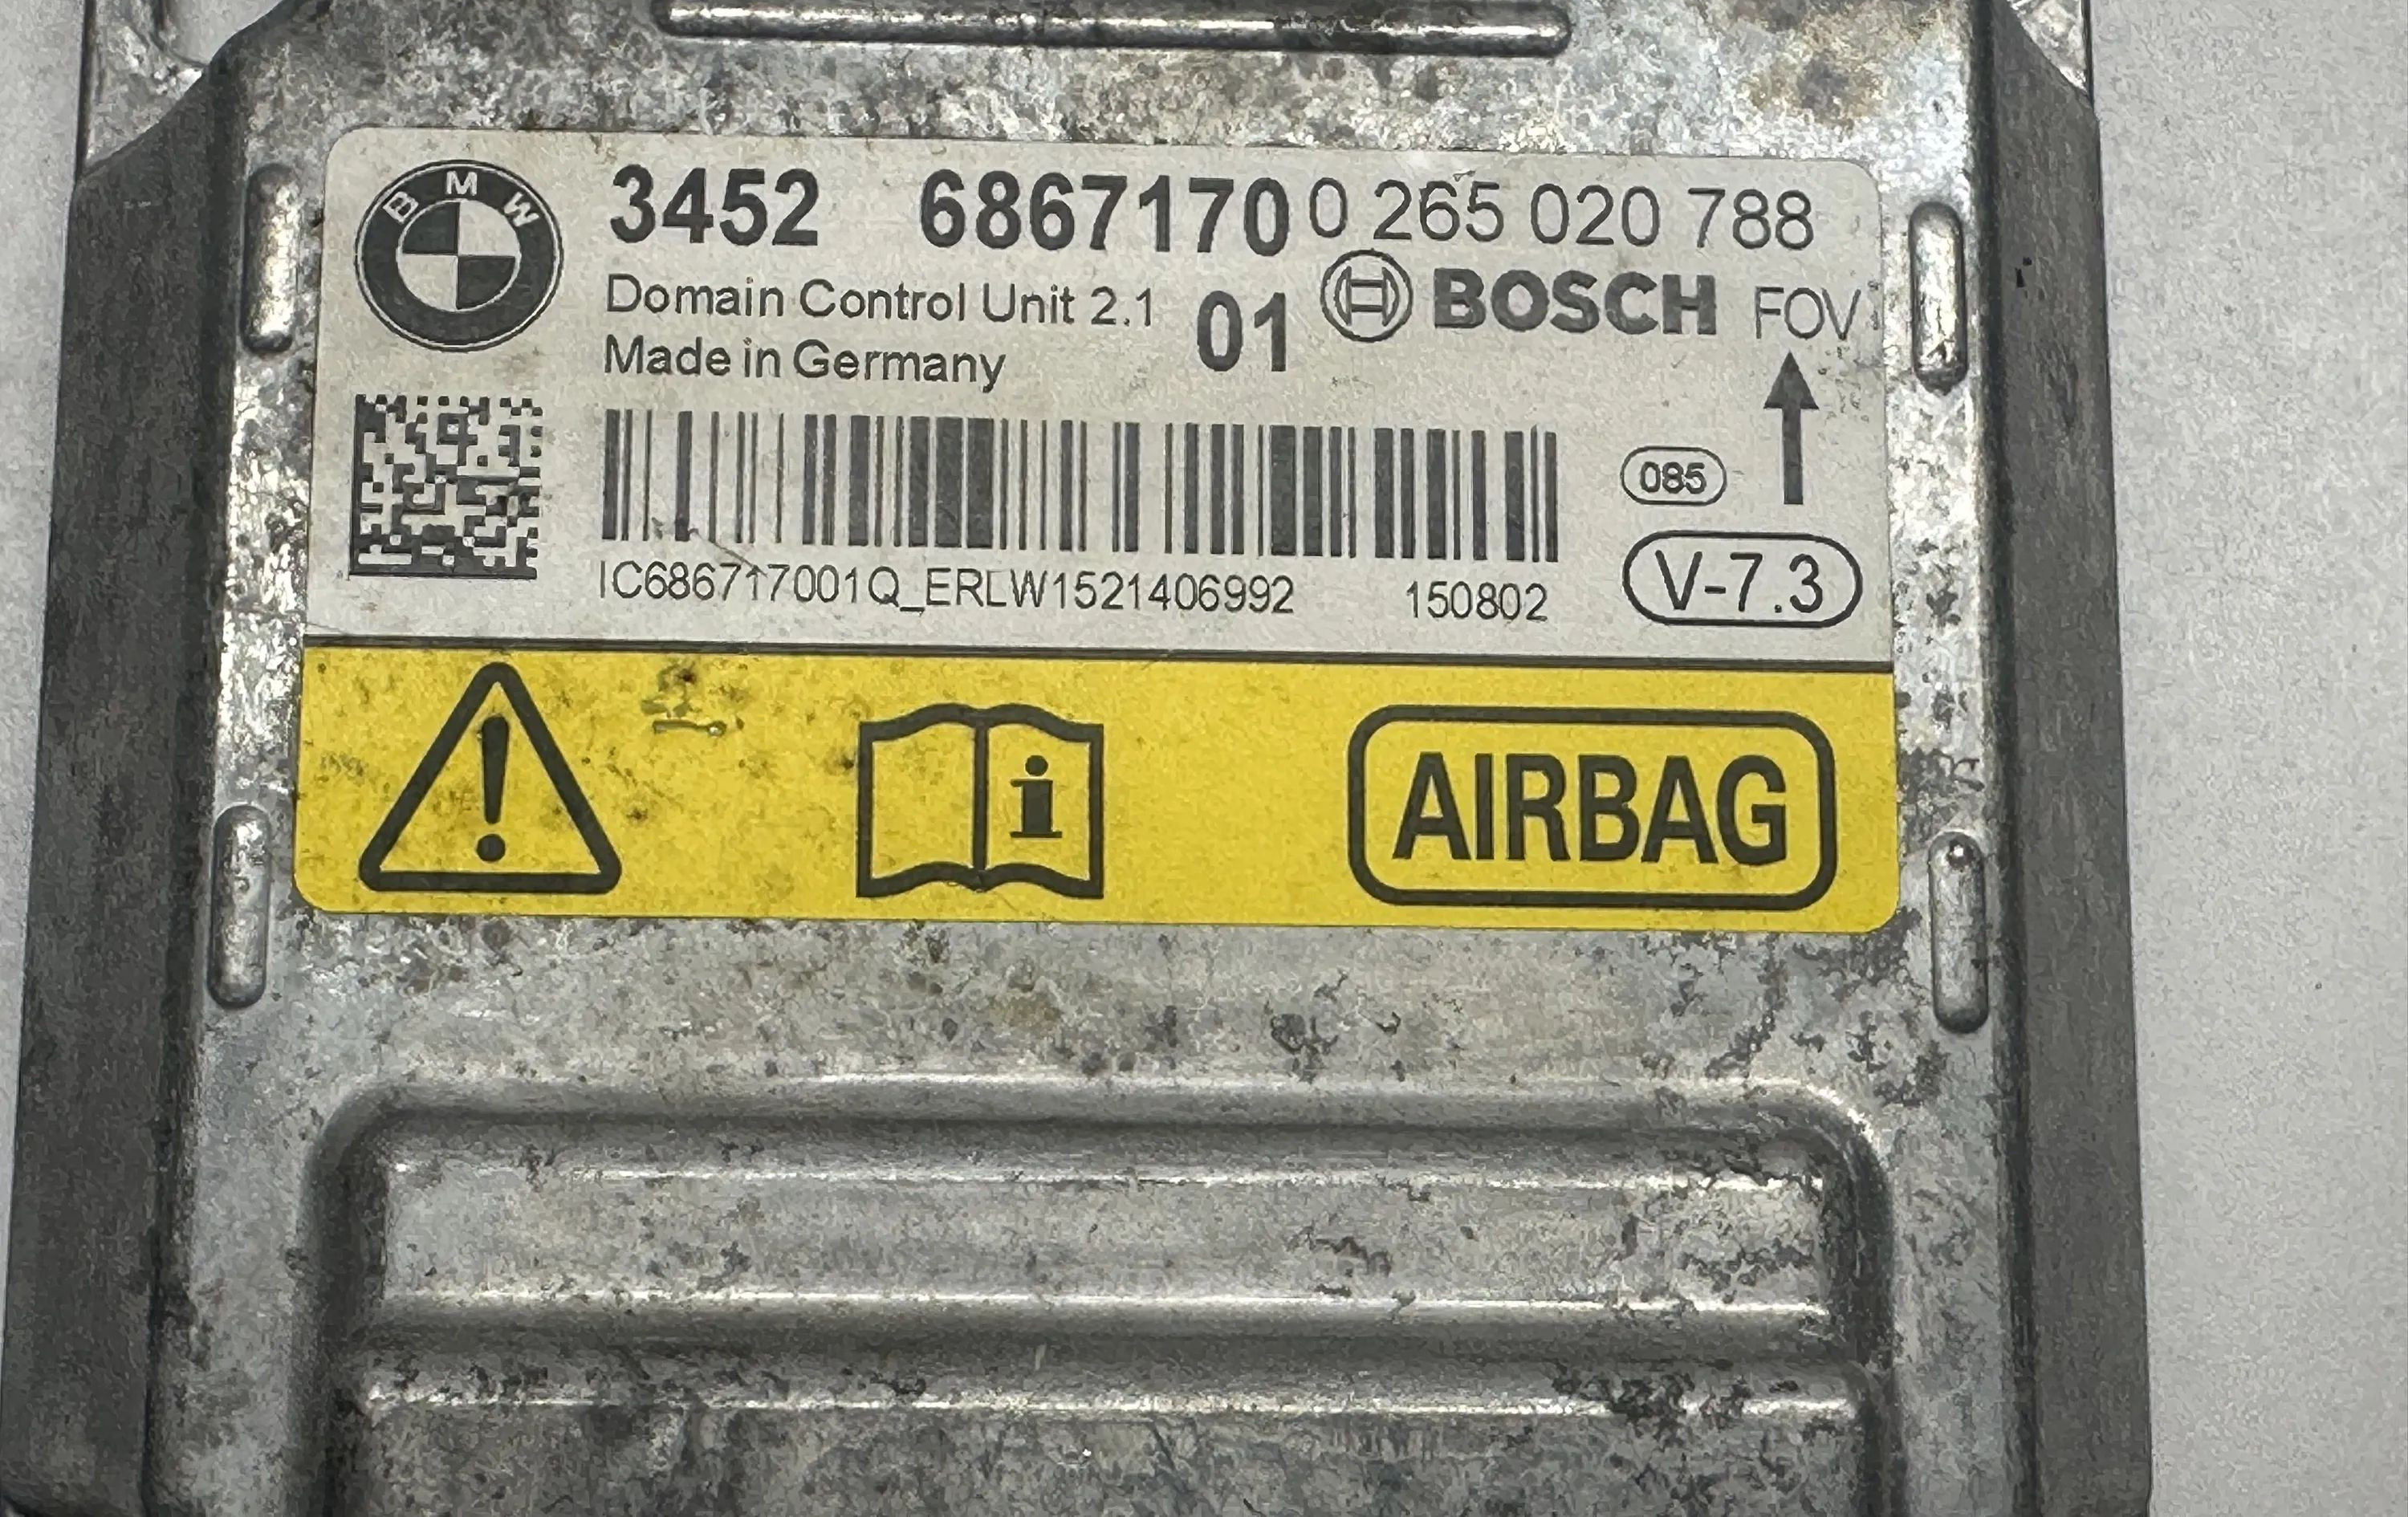 BMW
3452 6867170 0 265 020 788
Domain Control Unit 2.1 01 BOSCH FOV
Made in Germany
085
V-7.3
IC686717001Q_ERLW1521406992 150802
AIRBAG